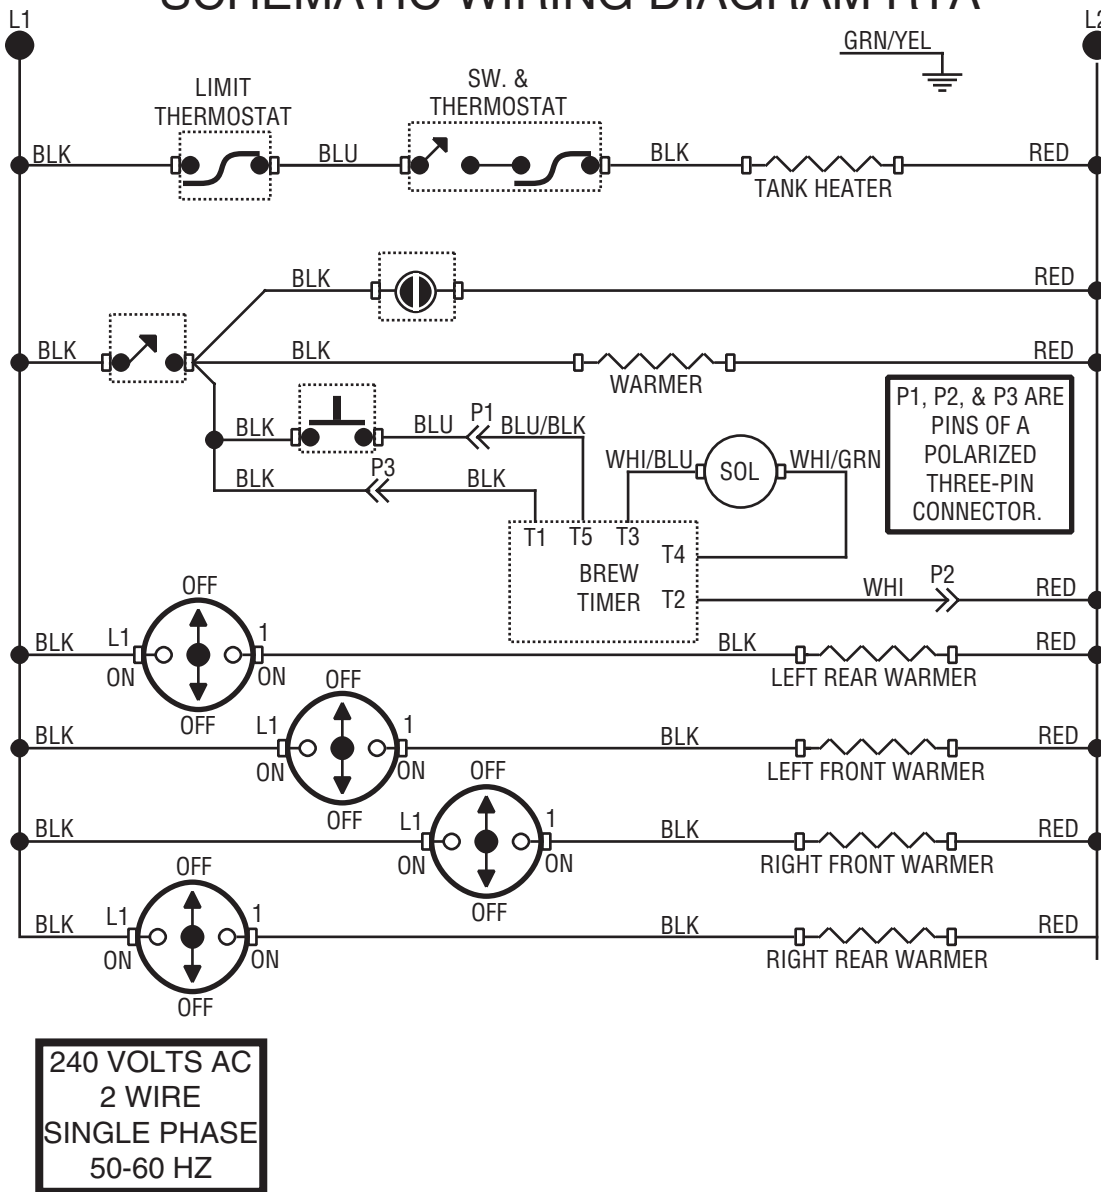 SCHEMATIC WIRING DIAGRAM RTA
L1
L2
GRN/YEL
LIMIT
THERMOSTAT
SW. &
THERMOSTAT
BLK
BLU
BLK
RED
TANK HEATER
BLK
RED
BLK
BLK
RED
WARMER
P1, P2, & P3 ARE
PINS OF A
POLARIZED
THREE-PIN
CONNECTOR.
BLK
BLU
P1
BLU/BLK
WHI/BLU
SOL
WHI/GRN
BLK
P3
BLK
T1
T5
T3
T4
BREW
TIMER
T2
WHI
P2
RED
OFF
BLK
L1
1
BLK
RED
ON
ON
LEFT REAR WARMER
OFF
OFF
BLK
L1
1
BLK
RED
ON
ON
LEFT FRONT WARMER
OFF
OFF
BLK
L1
1
BLK
RED
ON
ON
RIGHT FRONT WARMER
OFF
OFF
BLK
L1
1
BLK
RED
ON
ON
RIGHT REAR WARMER
OFF
240 VOLTS AC
2 WIRE
SINGLE PHASE
50-60 HZ